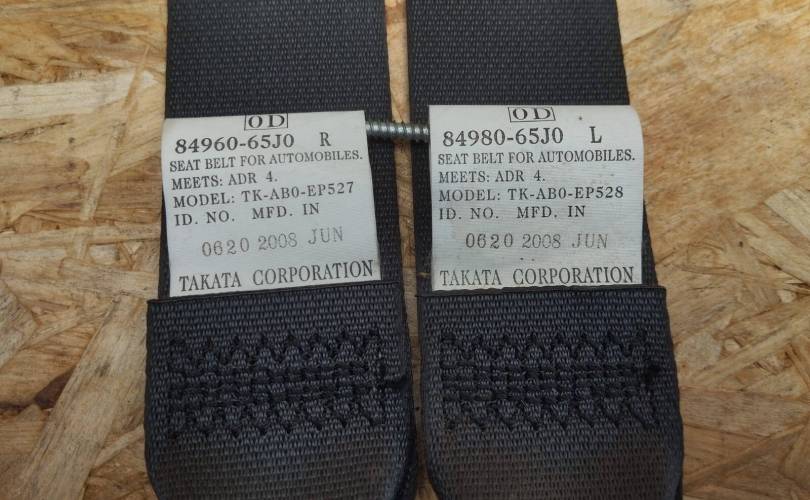 OD
84960-65J0 R
SEAT BELT FOR AUTOMOBILES.
MEETS: ADR 4.
MODEL: TK-AB0-EP527
ID. NO. MFD. IN
0620 2008 JUN
TAKATA CORPORATION
OD
84980-65J0 L
SEAT BELT FOR AUTOMOBILES.
MEETS: ADR 4.
MODEL: TK-AB0-EP528
ID. NO. MFD. IN
0620 2008 JUN
TAKATA CORPORATION